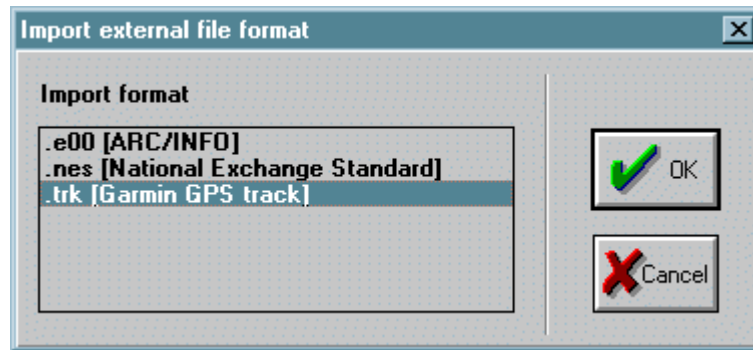 Import external file format
Import format
.e00 [ARC/INFO]
.nes [National Exchange Standard]
.trk [Garmin GPS track]
OK
Cancel